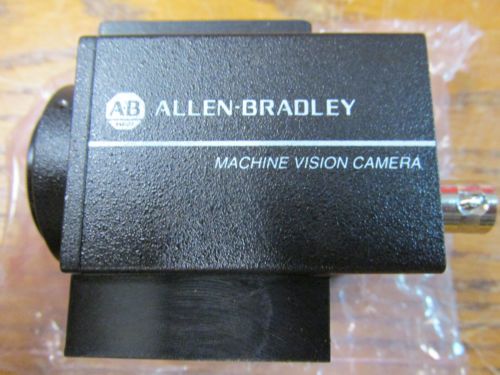 AB ALLEN-BRADLEY
MACHINE VISION CAMERA